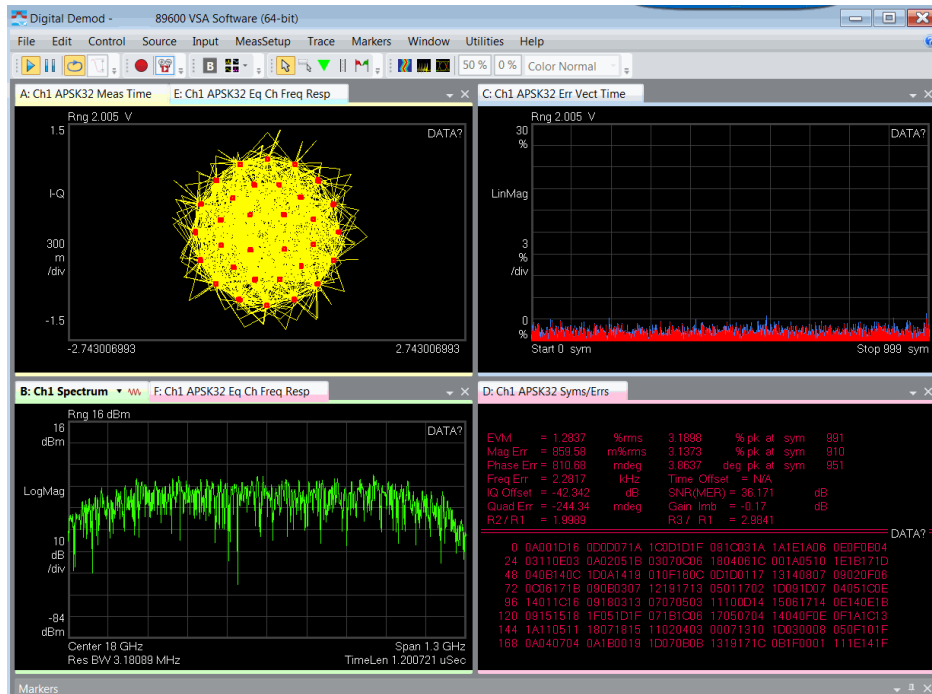 Digital Demod - 89600 VSA Software (64-bit)
File Edit Control Source Input MeasSetup Trace Markers Window Utilities Help
B 50 % 0 % Color Normal
A: Ch1 APSK32 Meas Time E: Ch1 APSK32 Eq Ch Freq Resp
Rng 2.005 V
1.5
DATA?
I-Q
300
m
/div
-1.5
-2.743006993 2.743006993
C: Ch1 APSK32 Err Vect Time
Rng 2.005 V
30
%
DATA?
LinMag
3
%
/div
0
%
Start 0 sym Stop 999 sym
B: Ch1 Spectrum F: Ch1 APSK32 Eq Ch Freq Resp
Rng 16 dBm
16
dBm
DATA?
LogMag
10
dB
/div
-84
dBm
Center 18 GHz Span 1.3 GHz
Res BW 3.18089 MHz TimeLen 1.200721 uSec
D: Ch1 APSK32 Syms/Errs
EVM = 1.2837 %rms 3.1898 % pk at sym 991
Mag Err = 859.58 m%rms 3.1373 % pk at sym 910
Phase Err = 810.68 mdeg 3.8637 deg pk at sym 951
Freq Err = 2.2817 kHz Time Offset = N/A
IQ Offset = -42.342 dB SNR(MER) = 36.171 dB
Quad Err = -244.34 mdeg Gain Imb = -0.17 dB
R2 / R1 = 1.9989 R3 / R1 = 2.9841
DATA?
0 0A001D16 0D0D071A 1C0D1D1F 081C031A 1A1E1A06 0E0F0B04
24 03110E03 0A02051B 03070C06 1804061C 001A0510 1E1B171D
48 040B140C 1D0A1419 010F160C 0D1D0117 13140807 09020F06
72 0C06171B 090B0307 12191713 05011702 1D091D07 04051C0E
96 14011C16 09180313 07070503 11100D14 15061714 0E140E1B
120 09151518 1F051D1F 071B1C06 17050704 14040F0E 0F1A1C13
144 1A110511 18071815 11020403 00071310 1D030008 050F101F
168 0A040704 0A1B0019 1D070B0B 1319171C 0B1F0001 111E141F
Markers